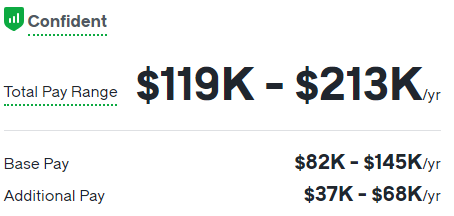 Confident
Total Pay Range $119K - $213K/yr
Base Pay $82K - $145K/yr
Additional Pay $37K - $68K/yr